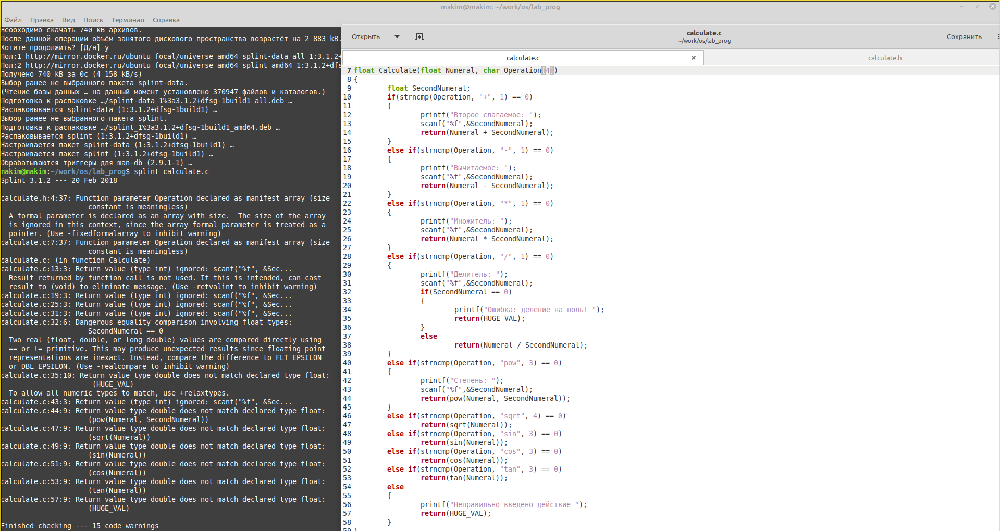 makim@makim: ~/work/os/lab_prog
Файл Правка Вид Поиск Терминал Справка
Необходимо скачать 740 kB архивов.
После данной операции объём занятого дискового пространства возрастёт на 2 883 kB.
Хотите продолжить? [Д/н] y
Пол:1 http://mirror.docker.ru/ubuntu focal/universe amd64 splint-data all 1:3.1.2+
Пол:2 http://mirror.docker.ru/ubuntu focal/universe amd64 splint amd64 1:3.1.2+dfs
Получено 740 kB за 0с (4 158 kB/s)
Выбор ранее не выбранного пакета splint-data.
(Чтение базы данных … на данный момент установлено 370947 файлов и каталогов.)
Подготовка к распаковке …/splint-data_1%3a3.1.2+dfsg-1build1_all.deb …
Распаковывается splint-data (1:3.1.2+dfsg-1build1) …
Выбор ранее не выбранного пакета splint.
Подготовка к распаковке …/splint_1%3a3.1.2+dfsg-1build1_amd64.deb …
Распаковывается splint (1:3.1.2+dfsg-1build1) …
Настраивается пакет splint-data (1:3.1.2+dfsg-1build1) …
Настраивается пакет splint (1:3.1.2+dfsg-1build1) …
Обрабатываются триггеры для man-db (2.9.1-1) …
makim@makim:~/work/os/lab_prog$ splint calculate.c
Splint 3.1.2 --- 20 Feb 2018
calculate.h:4:37: Function parameter Operation declared as manifest array (size
constant is meaningless)
A formal parameter is declared as an array with size.  The size of the array
is ignored in this context, since the array formal parameter is treated as a
pointer. (Use -fixedformalarray to inhibit warning)
calculate.c:7:37: Function parameter Operation declared as manifest array (size
constant is meaningless)
calculate.c: (in function Calculate)
calculate.c:13:3: Return value (type int) ignored: scanf("%f", &Sec...
Result returned by function call is not used. If this is intended, can cast
result to (void) to eliminate message. (Use -retvalint to inhibit warning)
calculate.c:19:3: Return value (type int) ignored: scanf("%f", &Sec...
calculate.c:25:3: Return value (type int) ignored: scanf("%f", &Sec...
calculate.c:31:3: Return value (type int) ignored: scanf("%f", &Sec...
calculate.c:32:6: Dangerous equality comparison involving float types:
SecondNumeral == 0
Two real (float, double, or long double) values are compared directly using
== or != primitive. This may produce unexpected results since floating point
representations are inexact. Instead, compare the difference to FLT_EPSILON
or DBL_EPSILON. (Use -realcompare to inhibit warning)
calculate.c:35:10: Return value type double does not match declared type float:
(HUGE_VAL)
To allow all numeric types to match, use +relaxtypes.
calculate.c:43:3: Return value (type int) ignored: scanf("%f", &Sec...
calculate.c:44:9: Return value type double does not match declared type float:
(pow(Numeral, SecondNumeral))
calculate.c:47:9: Return value type double does not match declared type float:
(sqrt(Numeral))
calculate.c:49:9: Return value type double does not match declared type float:
(sin(Numeral))
calculate.c:51:9: Return value type double does not match declared type float:
(cos(Numeral))
calculate.c:53:9: Return value type double does not match declared type float:
(tan(Numeral))
calculate.c:57:9: Return value type double does not match declared type float:
(HUGE_VAL)
Finished checking --- 15 code warnings
Открыть
calculate.c
~/work/os/lab_prog
Сохранить
calculate.c
calculate.h
7 float Calculate(float Numeral, char Operation[4])
8 {
9 float SecondNumeral;
10 if(strncmp(Operation, "+", 1) == 0)
11 {
12 printf("Второе слагаемое: ");
13 scanf("%f",&SecondNumeral);
14 return(Numeral + SecondNumeral);
15 }
16 else if(strncmp(Operation, "-", 1) == 0)
17 {
18 printf("Вычитаемое: ");
19 scanf("%f",&SecondNumeral);
20 return(Numeral - SecondNumeral);
21 }
22 else if(strncmp(Operation, "*", 1) == 0)
23 {
24 printf("Множитель: ");
25 scanf("%f",&SecondNumeral);
26 return(Numeral * SecondNumeral);
27 }
28 else if(strncmp(Operation, "/", 1) == 0)
29 {
30 printf("Делитель: ");
31 scanf("%f",&SecondNumeral);
32 if(SecondNumeral == 0)
33 {
34 printf("Ошибка: деление на ноль! ");
35 return(HUGE_VAL);
36 }
37 else
38 return(Numeral / SecondNumeral);
39 }
40 else if(strncmp(Operation, "pow", 3) == 0)
41 {
42 printf("Степень: ");
43 scanf("%f",&SecondNumeral);
44 return(pow(Numeral, SecondNumeral));
45 }
46 else if(strncmp(Operation, "sqrt", 4) == 0)
47 return(sqrt(Numeral));
48 else if(strncmp(Operation, "sin", 3) == 0)
49 return(sin(Numeral));
50 else if(strncmp(Operation, "cos", 3) == 0)
51 return(cos(Numeral));
52 else if(strncmp(Operation, "tan", 3) == 0)
53 return(tan(Numeral));
54 else
55 {
56 printf("Неправильно введено действие ");
57 return(HUGE_VAL);
58 }
59 }